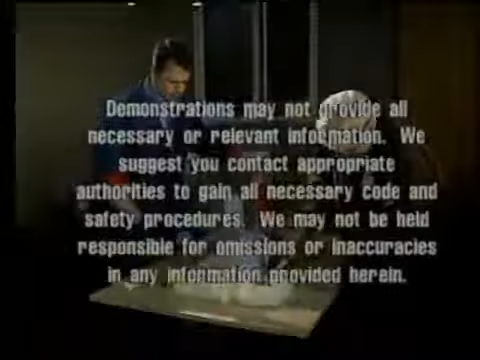 Demonstrations may not provide all
necessary or relevant information. We
suggest you contact appropriate
authorities to gain all necessary code and
safety procedures. We may not be held
responsible for omissions or inaccuracies
in any information provided herein.